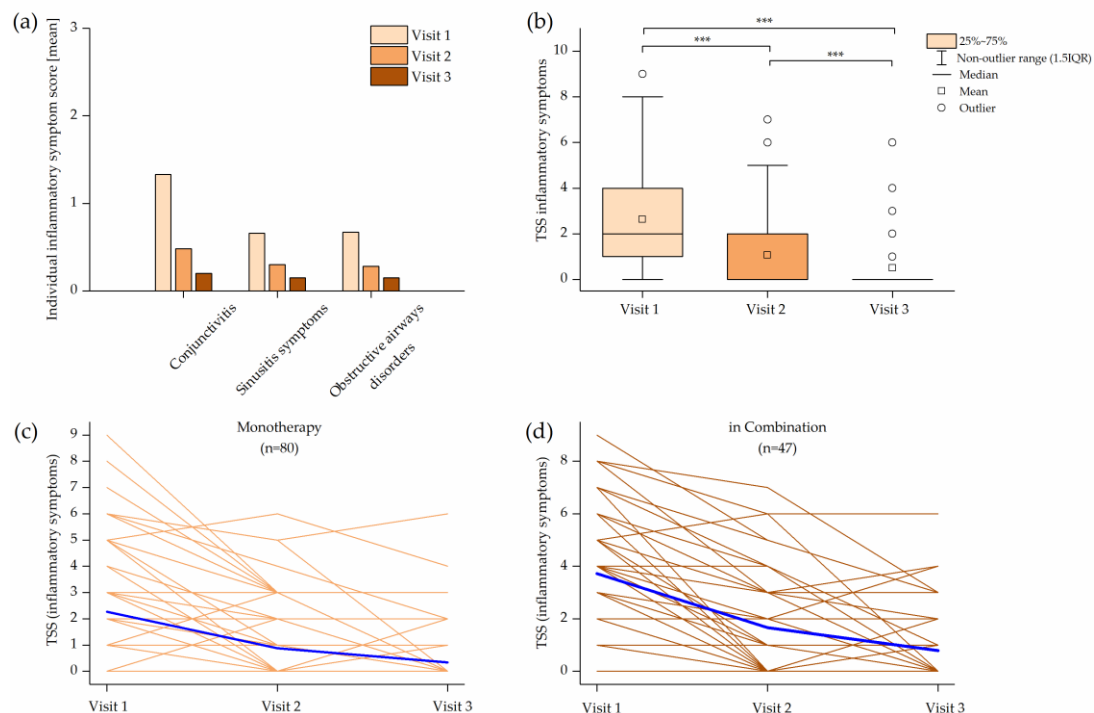 (a)
Individual inflammatory symptom score [mean]
3
2
1
0
Visit 1
Visit 2
Visit 3
Conjunctivitis
Sinusitis symptoms
Obstructive airways
disorders
(b)
TSS inflammatory symptoms
10
8
6
4
2
0
***
***
***
Visit 1
Visit 2
Visit 3
25%–75%
Non-outlier range (1.5IQR)
Median
Mean
Outlier
(c)
Monotherapy
(n=80)
TSS (inflammatory symptoms)
9
8
7
6
5
4
3
2
1
0
Visit 1
Visit 2
Visit 3
(d)
in Combination
(n=47)
TSS (inflammatory symptoms)
8
6
4
2
0
Visit 1
Visit 2
Visit 3